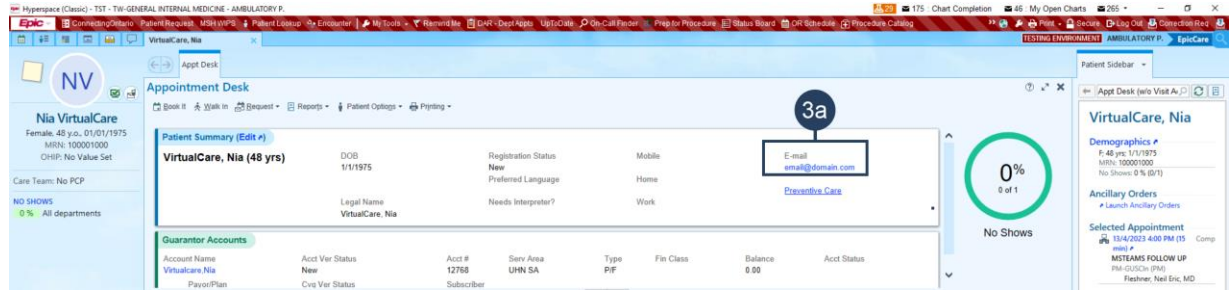 Hyperspace (Classic) - TST - TW-GENERAL INTERNAL MEDICINE - AMBULATORY P.
29 175 : Chart Completion 46 : My Open Charts 265
Epic ConnectingOntario Patient Request MSH WIPS Patient Lookup Encounter My Tools Remind Me DAR - Dept Appts UpToDate On-Call Finder Prep for Procedure Status Board OR Schedule Procedure Catalog Print Secure Log Out Correction Req
VirtualCare, Nia TESTING ENVIRONMENT AMBULATORY P. EpicCare
NV
Nia VirtualCare
Female, 48 y.o., 01/01/1975
MRN: 100001000
OHIP: No Value Set
Care Team: No PCP
NO SHOWS
0 % All departments
Appt Desk
Appointment Desk
Book It Walk In Request Reports Patient Options Printing
3a
Patient Summary (Edit)
VirtualCare, Nia (48 yrs)
DOB
1/1/1975
Legal Name
VirtualCare, Nia
Registration Status
New
Preferred Language
Needs Interpreter?
Mobile
Home
Work
E-mail
email@domain.com
Preventive Care
0%
0 of 1
No Shows
Guarantor Accounts
Account Name Acct Ver Status Acct # Serv Area Type Fin Class Balance Acct Status
Virtualcare,Nia New 12768 UHN SA P/F 0.00
Payor/Plan Cvg Ver Status Subscriber
Patient Sidebar
Appt Desk (w/o Visit A
VirtualCare, Nia
Demographics
F: 48 yrs: 1/1/1975
MRN: 100001000
No Shows: 0 % (0/1)
Ancillary Orders
Launch Ancillary Orders
Selected Appointment
13/4/2023 4:00 PM (15 min) Comp
MSTEAMS FOLLOW UP
PM-GUSCln (PM)
Fleshner, Neil Eric, MD